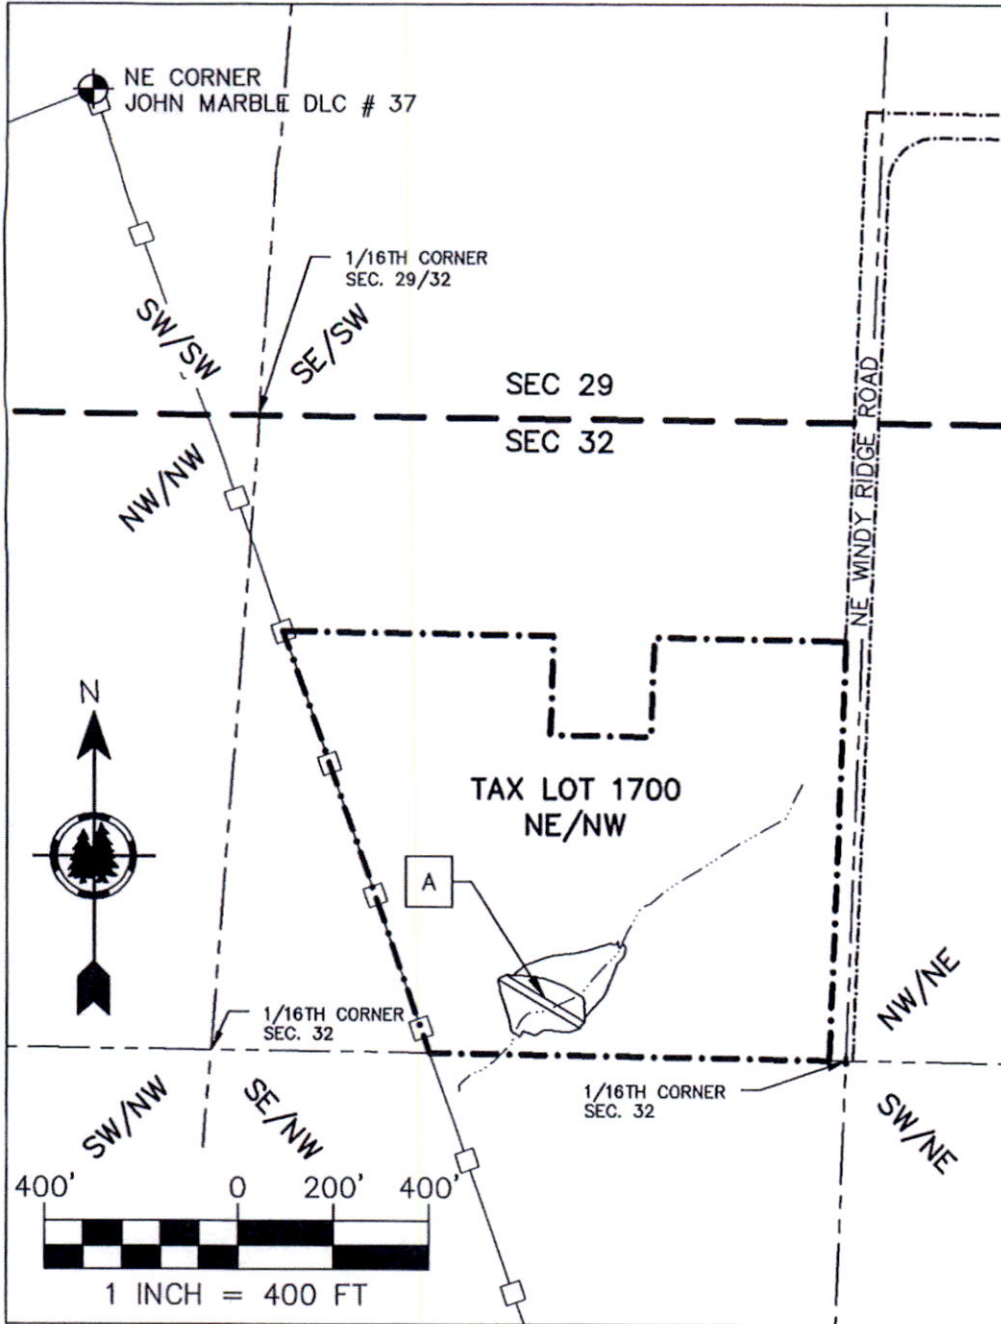 NE CORNER
JOHN MARBLE DLC # 37
1/16TH CORNER
SEC. 29/32
SW/SW
SE/SW
SEC 29
SEC 32
NW/NW
NE WINDY RIDGE ROAD
N
TAX LOT 1700
NE/NW
A
NW/NE
1/16TH CORNER
SEC. 32
1/16TH CORNER
SEC. 32
SW/NW
SE/NW
SW/NE
400' 0 200' 400'
1 INCH = 400 FT